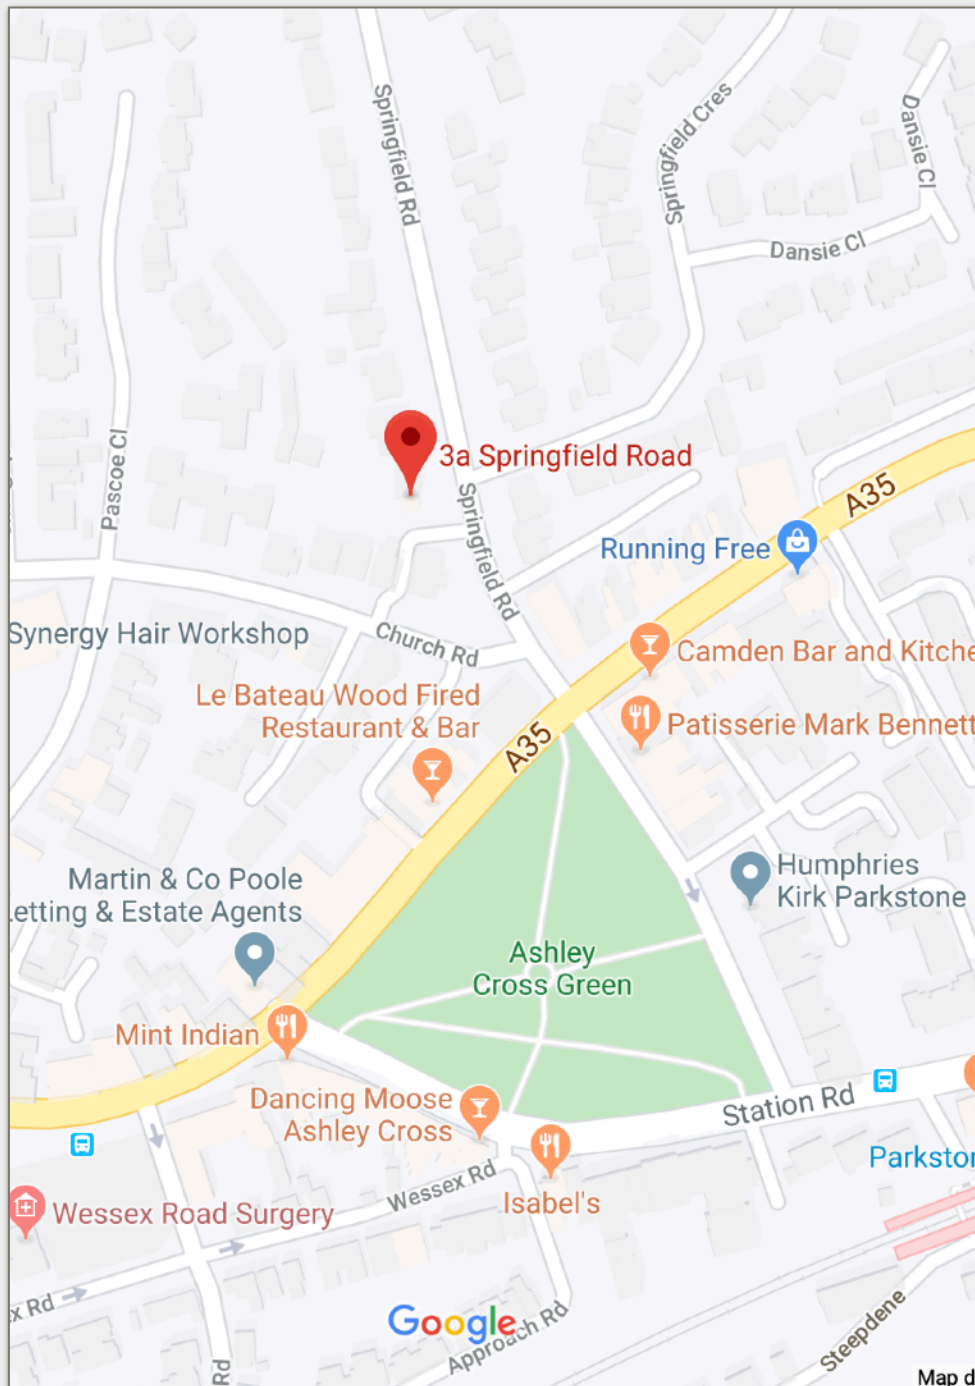 Springfield Rd
Springfield Cres
Dansie Cl
Dansie Cl
Pascoe Cl
3a Springfield Road
A35
Springfield Rd
Running Free
Synergy Hair Workshop
Church Rd
Camden Bar and Kitche
Le Bateau Wood Fired
Restaurant & Bar
A35
Patisserie Mark Bennett
Martin & Co Poole
etting & Estate Agents
Humphries
Kirk Parkstone
Ashley
Cross Green
Mint Indian
Dancing Moose
Ashley Cross
Station Rd
Parkston
Wessex Rd
Isabel's
Wessex Road Surgery
x Rd
Google
Approach Rd
Steepdene
Rd
Map d